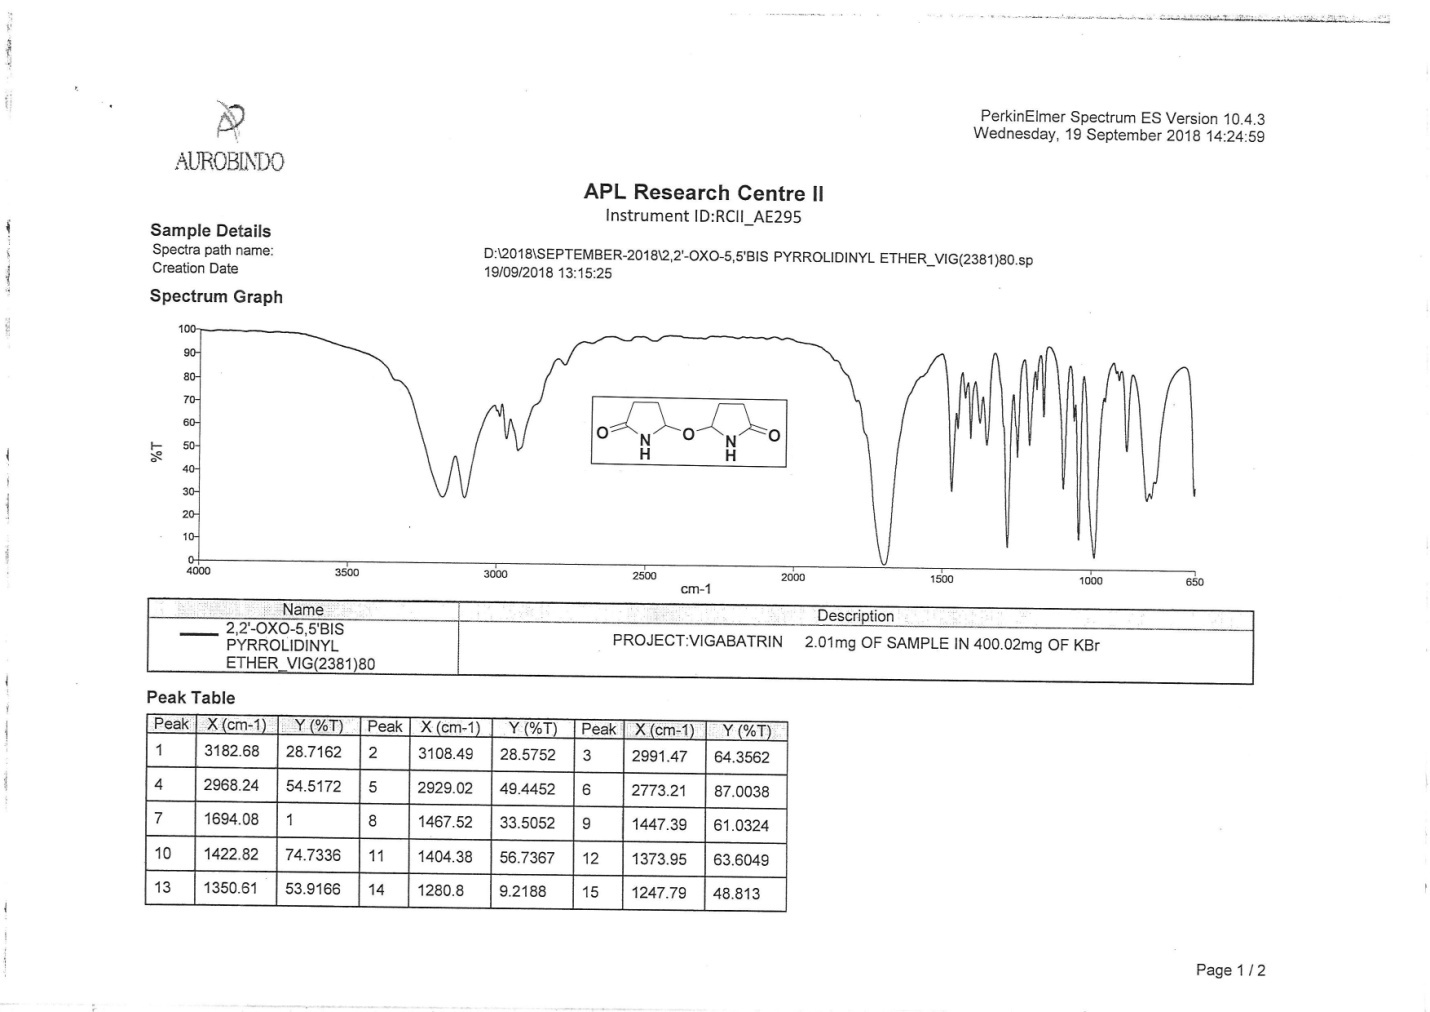 AUROBINDO
PerkinElmer Spectrum ES Version 10.4.3
Wednesday, 19 September 2018 14:24:59
APL Research Centre II
Instrument ID:RCII_AE295
Sample Details
Spectra path name: D:\2018\SEPTEMBER-2018\2,2'-OXO-5,5'BIS PYRROLIDINYL ETHER_VIG(2381)80.sp
Creation Date 19/09/2018 13:15:25
Spectrum Graph
100
90
80
70
60
50
40
30
20
10
0
%T
O N H O N H O
4000 3500 3000 2500 2000 1500 1000 650
cm-1
Name Description
2,2'-OXO-5,5'BIS
PYRROLIDINYL
ETHER_VIG(2381)80
PROJECT:VIGABATRIN 2.01mg OF SAMPLE IN 400.02mg OF KBr
Peak Table
Peak X (cm-1) Y (%T) Peak X (cm-1) Y (%T) Peak X (cm-1) Y (%T)
1 3182.68 28.7162 2 3108.49 28.5752 3 2991.47 64.3562
4 2968.24 54.5172 5 2929.02 49.4452 6 2773.21 87.0038
7 1694.08 1 8 1467.52 33.5052 9 1447.39 61.0324
10 1422.82 74.7336 11 1404.38 56.7367 12 1373.95 63.6049
13 1350.61 53.9166 14 1280.8 9.2188 15 1247.79 48.813
Page 1 / 2